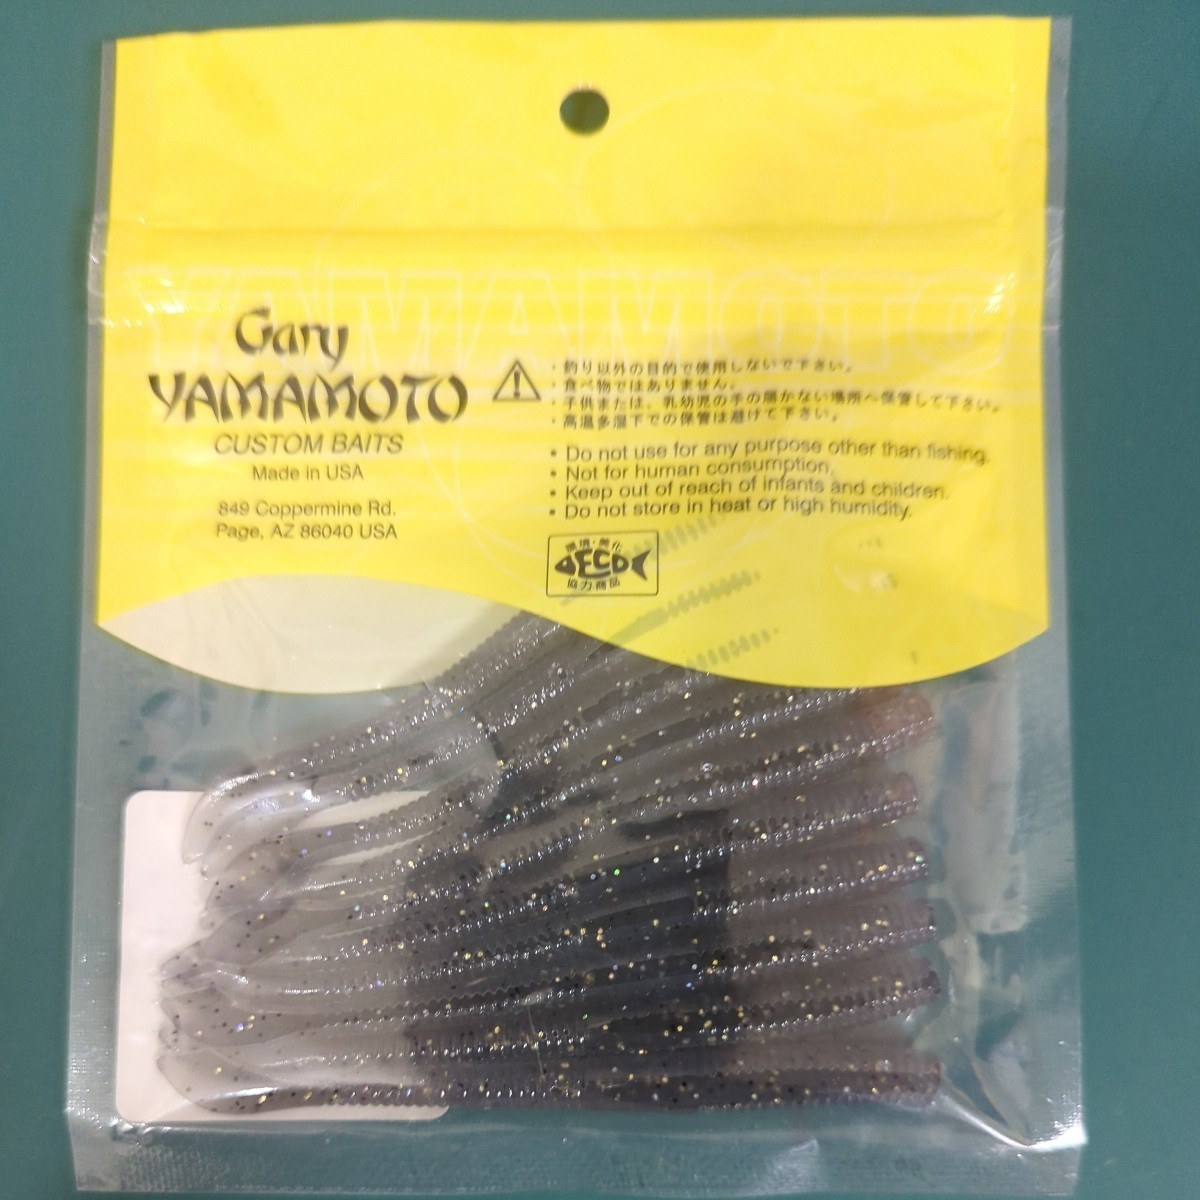 YAMAMOTO
Gary
YAMAMOTO
CUSTOM BAITS
Made in USA
849 Coppermine Rd.
Page, AZ 86040 USA
・釣り以外の目的で使用しないで下さい。
・食べ物ではありません。
・子供または、乳幼児の手の届かない場所へ保管して下さい。
・高温多湿下での保管は避けて下さい。
• Do not use for any purpose other than fishing.
• Not for human consumption.
• Keep out of reach of infants and children.
• Do not store in heat or high humidity.
環境・美化
ECO
協力商品